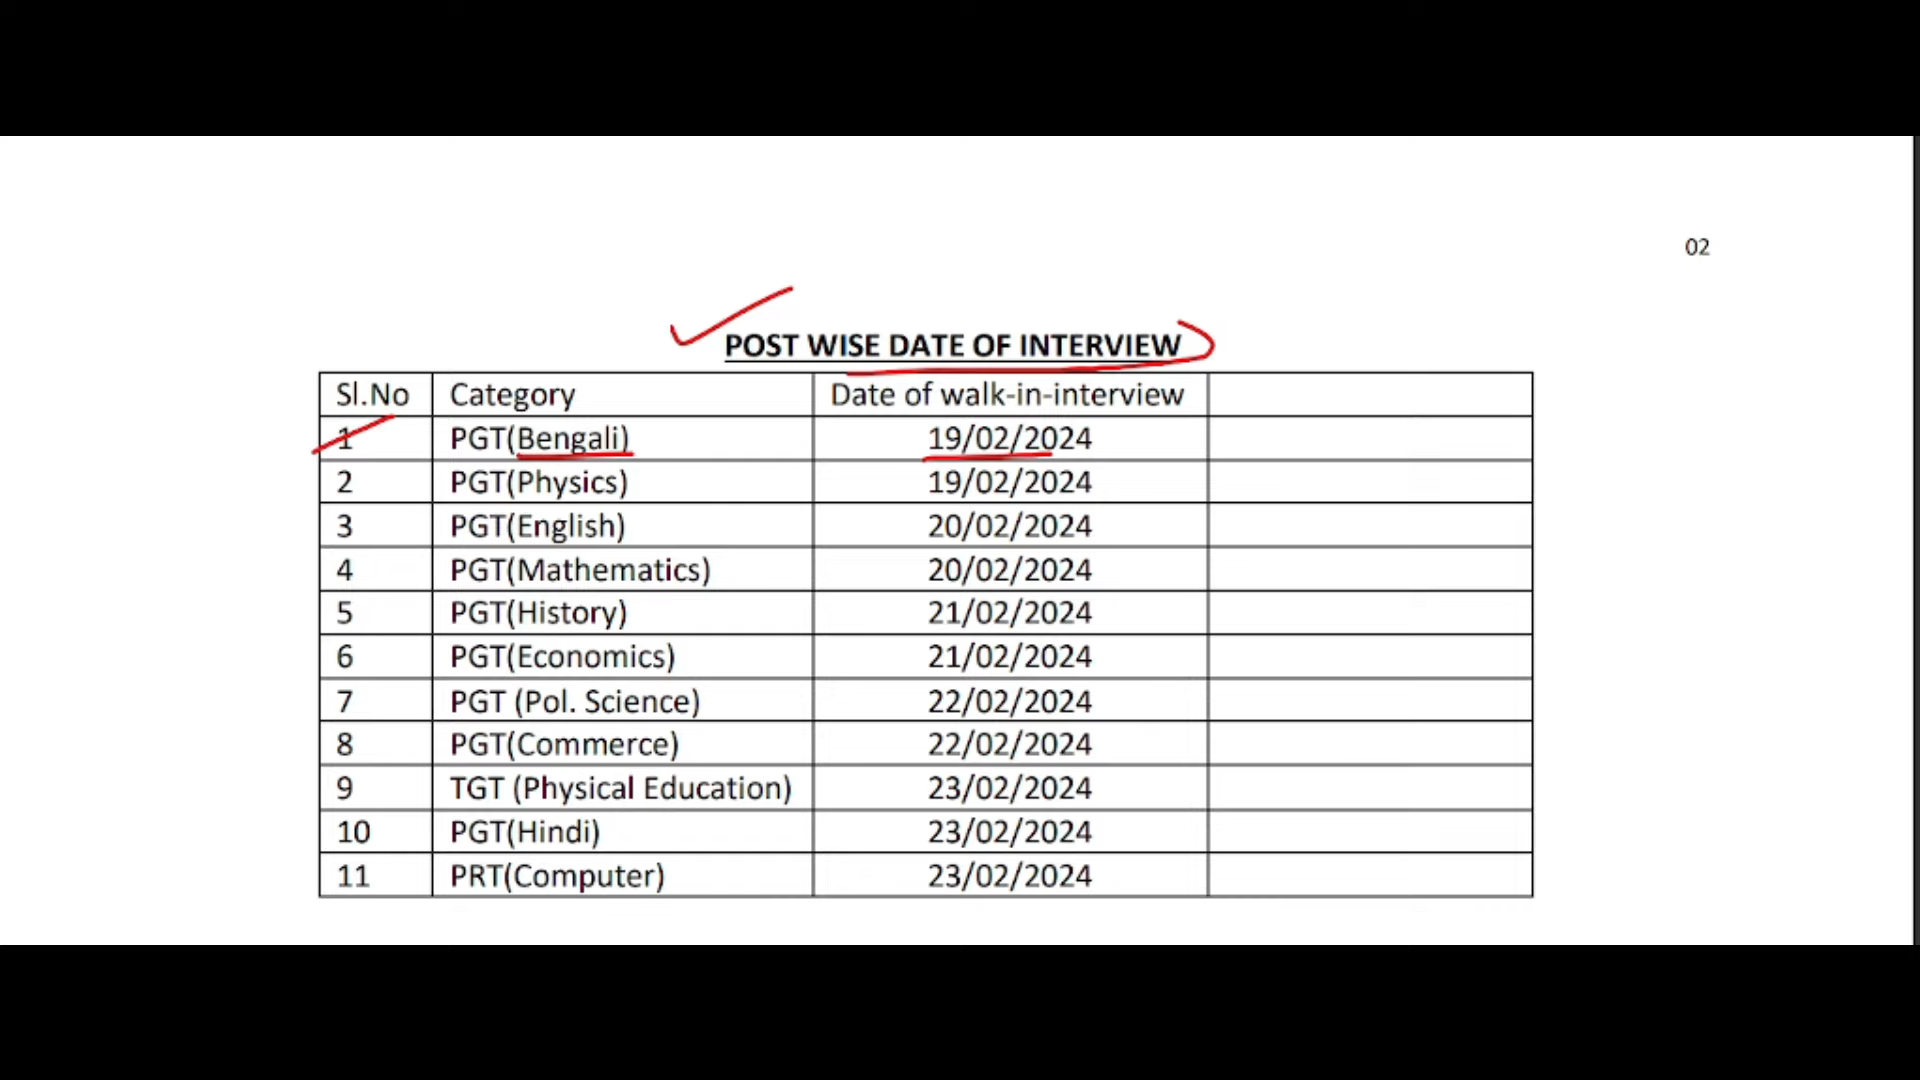 02
POST WISE DATE OF INTERVIEW
Sl.No Category Date of walk-in-interview
1 PGT(Bengali) 19/02/2024
2 PGT(Physics) 19/02/2024
3 PGT(English) 20/02/2024
4 PGT(Mathematics) 20/02/2024
5 PGT(History) 21/02/2024
6 PGT(Economics) 21/02/2024
7 PGT (Pol. Science) 22/02/2024
8 PGT(Commerce) 22/02/2024
9 TGT (Physical Education) 23/02/2024
10 PGT(Hindi) 23/02/2024
11 PRT(Computer) 23/02/2024